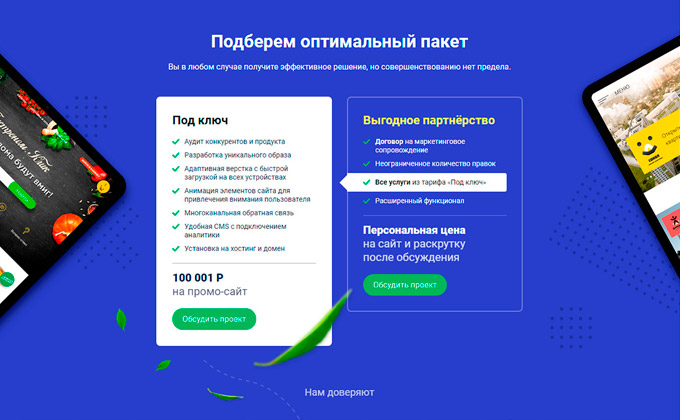 Подберем оптимальный пакет
Вы в любом случае получите эффективное решение, но совершенствованию нет предела.
Под ключ
Аудит конкурентов и продукта
Разработка уникального образа
Адаптивная верстка с быстрой
загрузкой на всех устройствах
Анимация элементов сайта для
привлечения внимания пользователя
Многоканальная обратная связь
Удобная CMS с подключением
аналитики
Установка на хостинг и домен
100 001 Р
на промо-сайт
Обсудить проект
Выгодное партнёрство
Договор на маркетинговое
сопровождение
Неограниченное количество правок
Все услуги из тарифа «Под ключ»
Расширенный функционал
Персональная цена
на сайт и раскрутку
после обсуждения
Обсудить проект
МЕНЮ
будут вмиг!
Нам доверяют